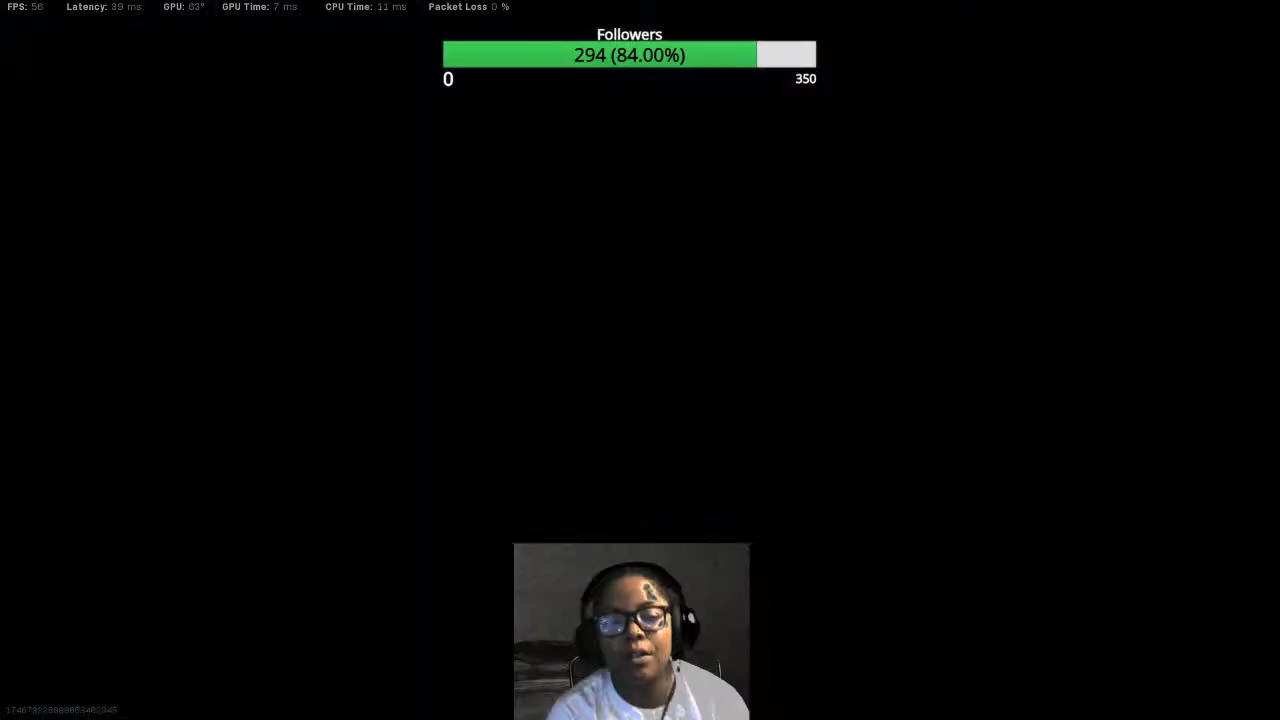 FPS: 56 Latency: 39 ms GPU: 63° GPU Time: 7 ms CPU Time: 11 ms Packet Loss 0 %
Followers
294 (84.00%)
0 350